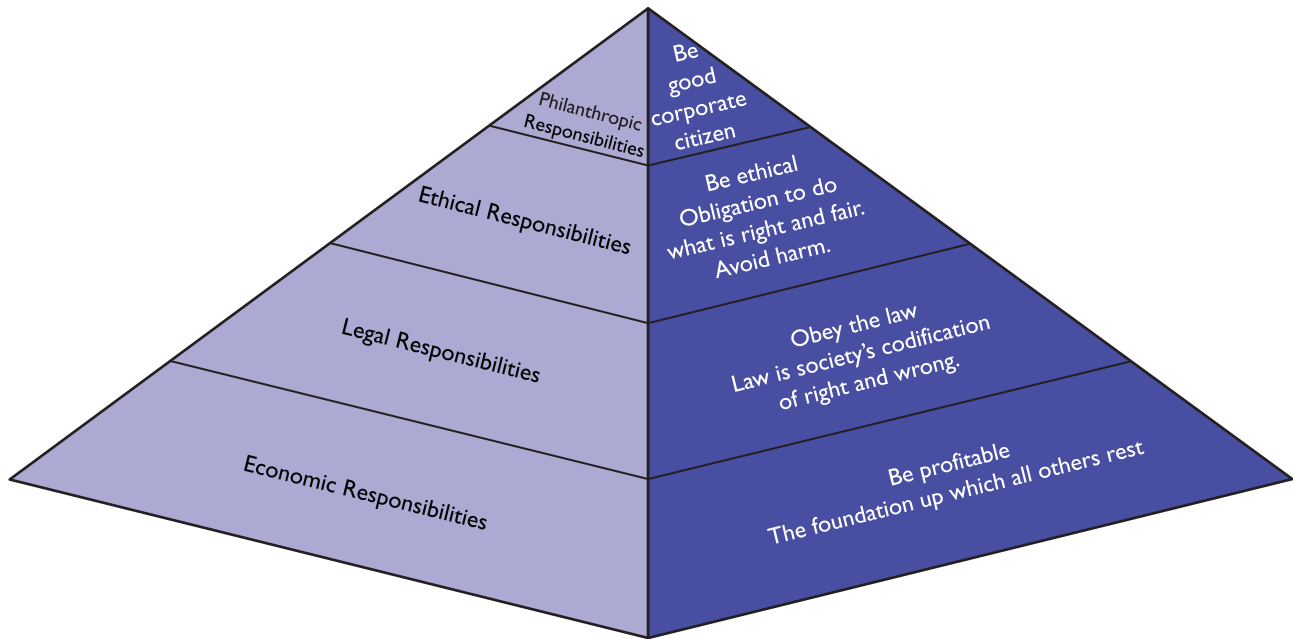 Philanthropic
Responsibilities
Be
good
corporate
citizen
Ethical Responsibilities
Be ethical
Obligation to do
what is right and fair.
Avoid harm.
Legal Responsibilities
Obey the law
Law is society’s codification
of right and wrong.
Economic Responsibilities
Be profitable
The foundation up which all others rest